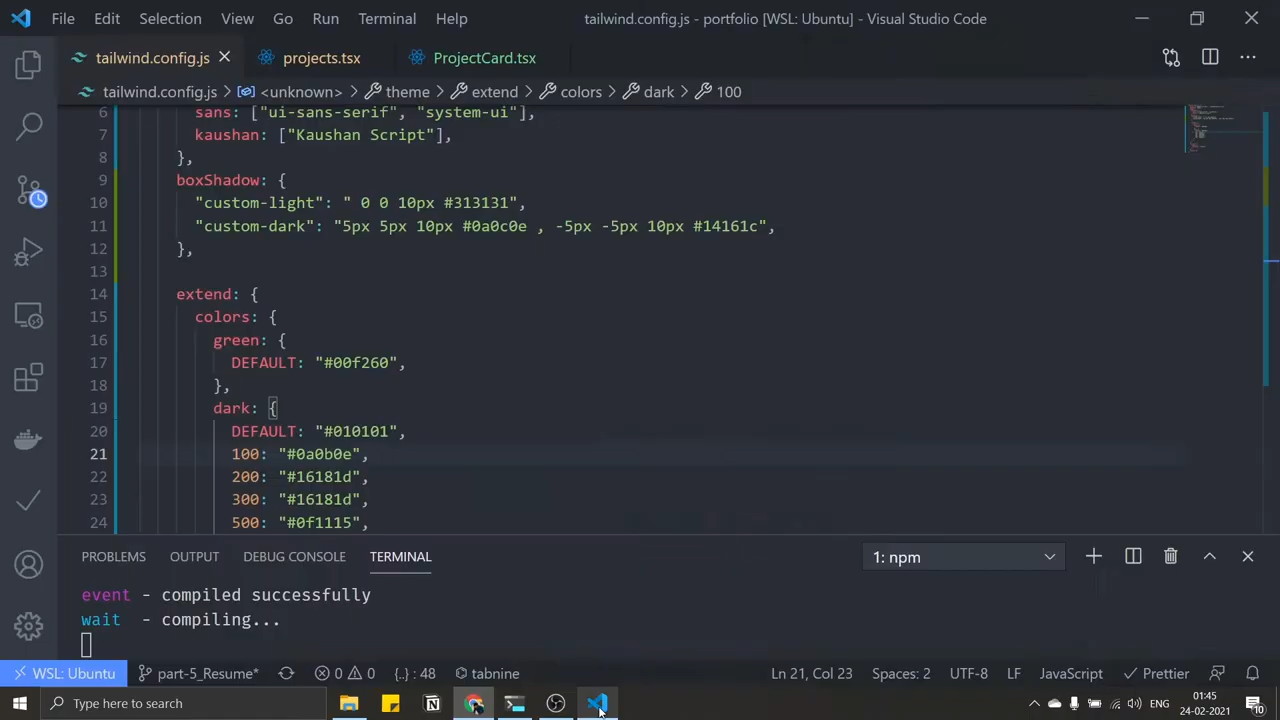 File Edit Selection View Go Run Terminal Help tailwind.config.js - portfolio [WSL: Ubuntu] - Visual Studio Code
tailwind.config.js projects.tsx ProjectCard.tsx
tailwind.config.js > <unknown> > theme > extend > colors > dark > 100
6 sans: ["ui-sans-serif", "system-ui"],
7 kaushan: ["Kaushan Script"],
8 },
9 boxShadow: {
10 "custom-light": " 0 0 10px #313131",
11 "custom-dark": "5px 5px 10px #0a0c0e , -5px -5px 10px #14161c",
12 },
13
14 extend: {
15 colors: {
16 green: {
17 DEFAULT: "#00f260",
18 },
19 dark: {
20 DEFAULT: "#010101",
21 100: "#0a0b0e",
22 200: "#16181d",
23 300: "#16181d",
24 500: "#0f1115",
PROBLEMS OUTPUT DEBUG CONSOLE TERMINAL 1: npm
event - compiled successfully
wait - compiling...
WSL: Ubuntu part-5_Resume* 0 0 {..} : 48 tabnine Ln 21, Col 23 Spaces: 2 UTF-8 LF JavaScript Prettier
Type here to search 01:45
24-02-2021